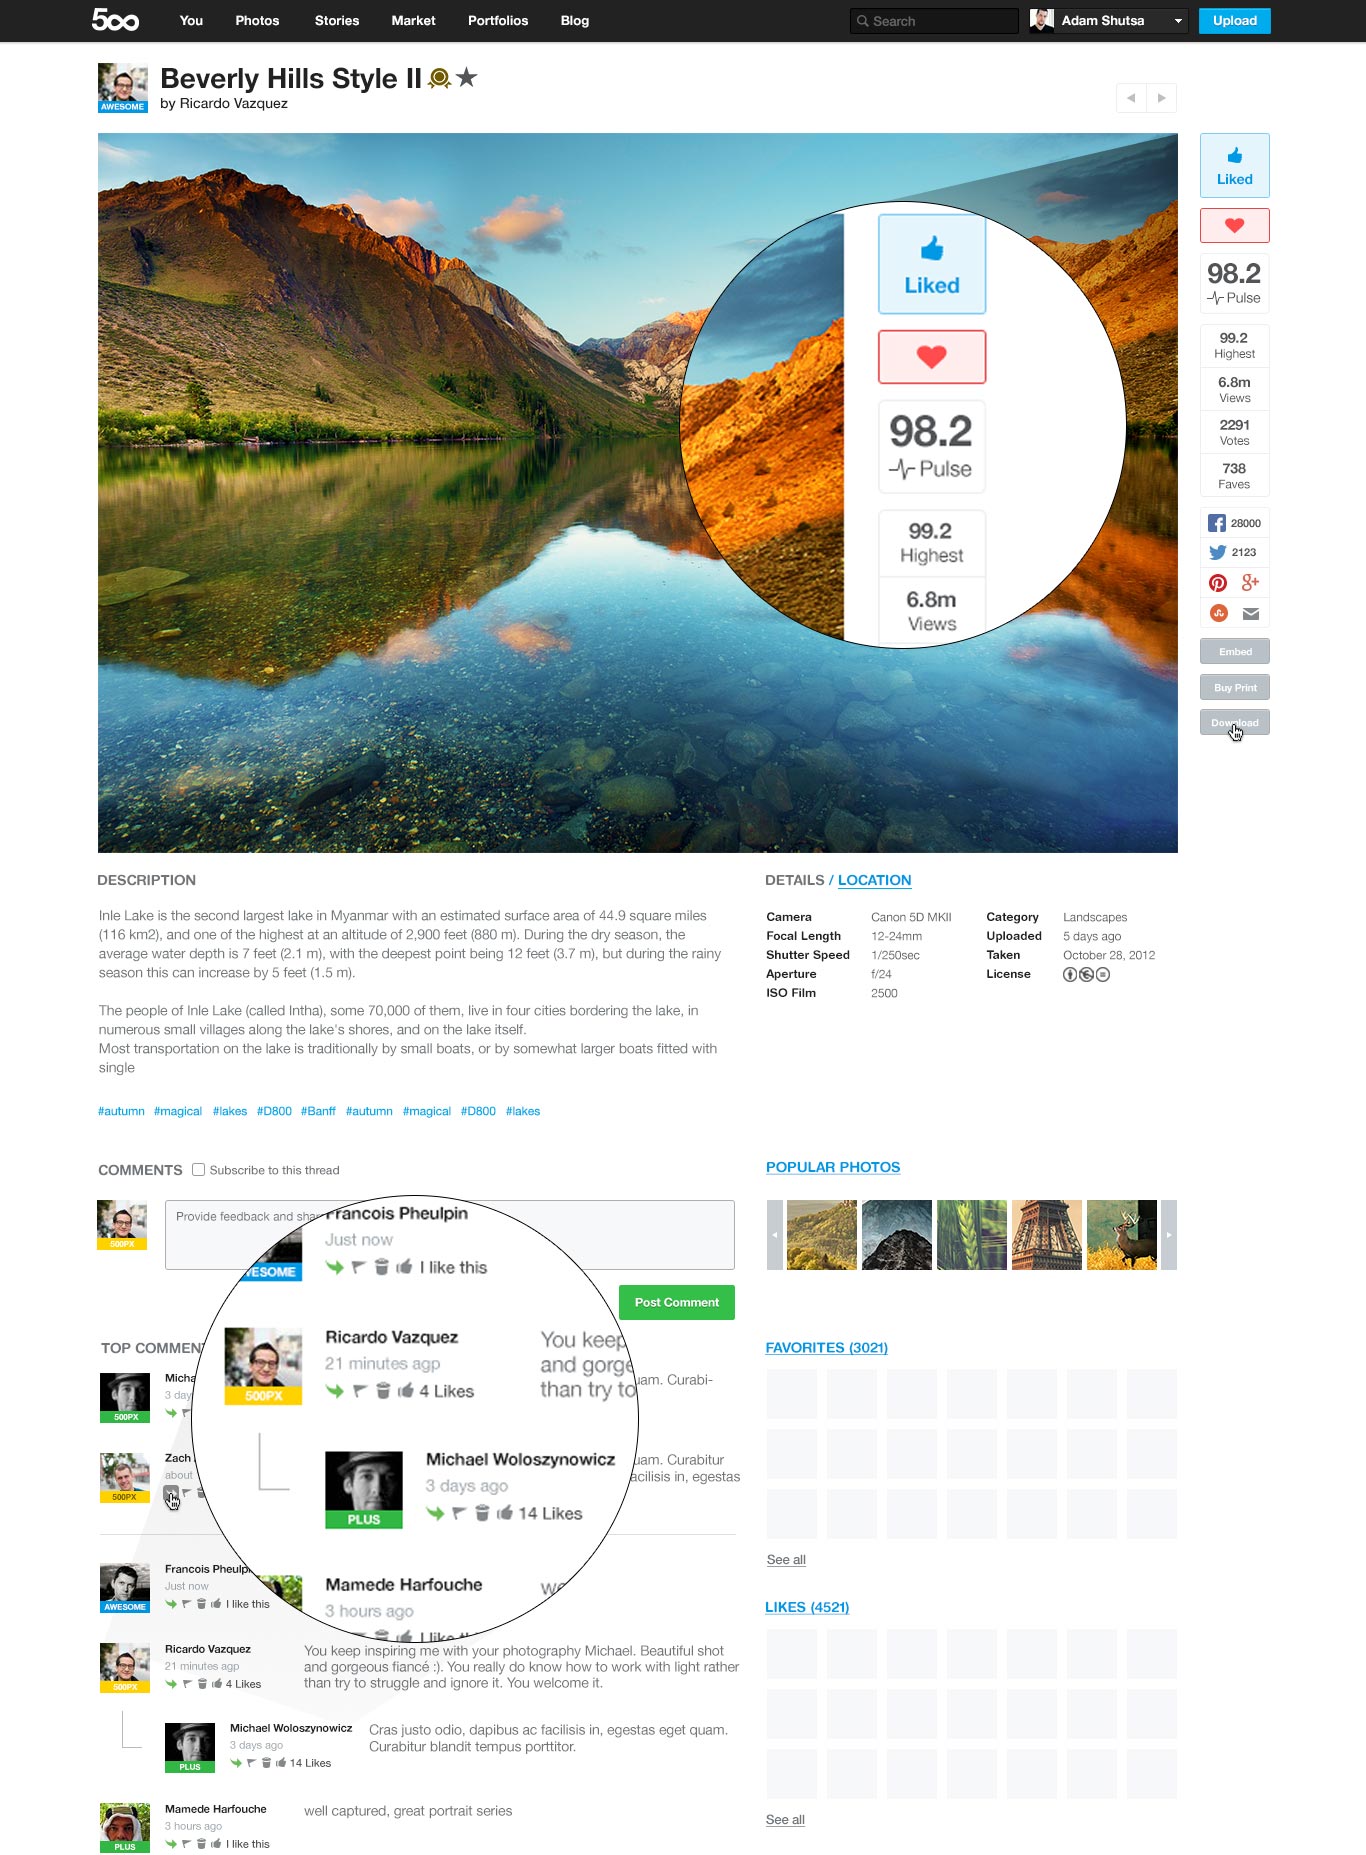 500
You Photos Stories Market Portfolios Blog
Search
Adam Shutsa
Upload
Beverly Hills Style II
by Ricardo Vazquez
AWESOME
Liked
98.2
Pulse
99.2
Highest
6.8m
Views
2291
Votes
738
Faves
28000
2123
Embed
Buy Print
Download
Liked
98.2
Pulse
99.2
Highest
6.8m
Views
DESCRIPTION
Inle Lake is the second largest lake in Myanmar with an estimated surface area of 44.9 square miles
(116 km2), and one of the highest at an altitude of 2,900 feet (880 m). During the dry season, the
average water depth is 7 feet (2.1 m), with the deepest point being 12 feet (3.7 m), but during the rainy
season this can increase by 5 feet (1.5 m).
The people of Inle Lake (called Intha), some 70,000 of them, live in four cities bordering the lake, in
numerous small villages along the lake's shores, and on the lake itself.
Most transportation on the lake is traditionally by small boats, or by somewhat larger boats fitted with
single
#autumn #magical #lakes #D800 #Banff #autumn #magical #D800 #lakes
DETAILS / LOCATION
Camera Canon 5D MKII
Focal Length 12-24mm
Shutter Speed 1/250sec
Aperture f/24
ISO Film 2500
Category Landscapes
Uploaded 5 days ago
Taken October 28, 2012
License
COMMENTS Subscribe to this thread
500PX
Provide feedback and shar
Post Comment
Francois Pheulpin
Just now
I like this
ESOME
Ricardo Vazquez
21 minutes ago
4 Likes
500PX
You keep
and gorge
than try to
Michael Woloszynowicz
3 days ago
14 Likes
PLUS
Mamede Harfouche
3 hours ago
I like this
TOP COMMEN
Micha
3 day
500PX
uam. Curabi-
Zach
about
500PX
uam. Curabitur
acilisis in, egestas
Francois Pheulp
Just now
I like this
AWESOME
Ricardo Vazquez
21 minutes agp
4 Likes
500PX
You keep inspiring me with your photography Michael. Beautiful shot
and gorgeous fiancé :). You really do know how to work with light rather
than try to struggle and ignore it. You welcome it.
Michael Woloszynowicz
3 days ago
14 Likes
PLUS
Cras justo odio, dapibus ac facilisis in, egestas eget quam.
Curabitur blandit tempus porttitor.
Mamede Harfouche
3 hours ago
I like this
PLUS
well captured, great portrait series
POPULAR PHOTOS
FAVORITES (3021)
See all
LIKES (4521)
See all